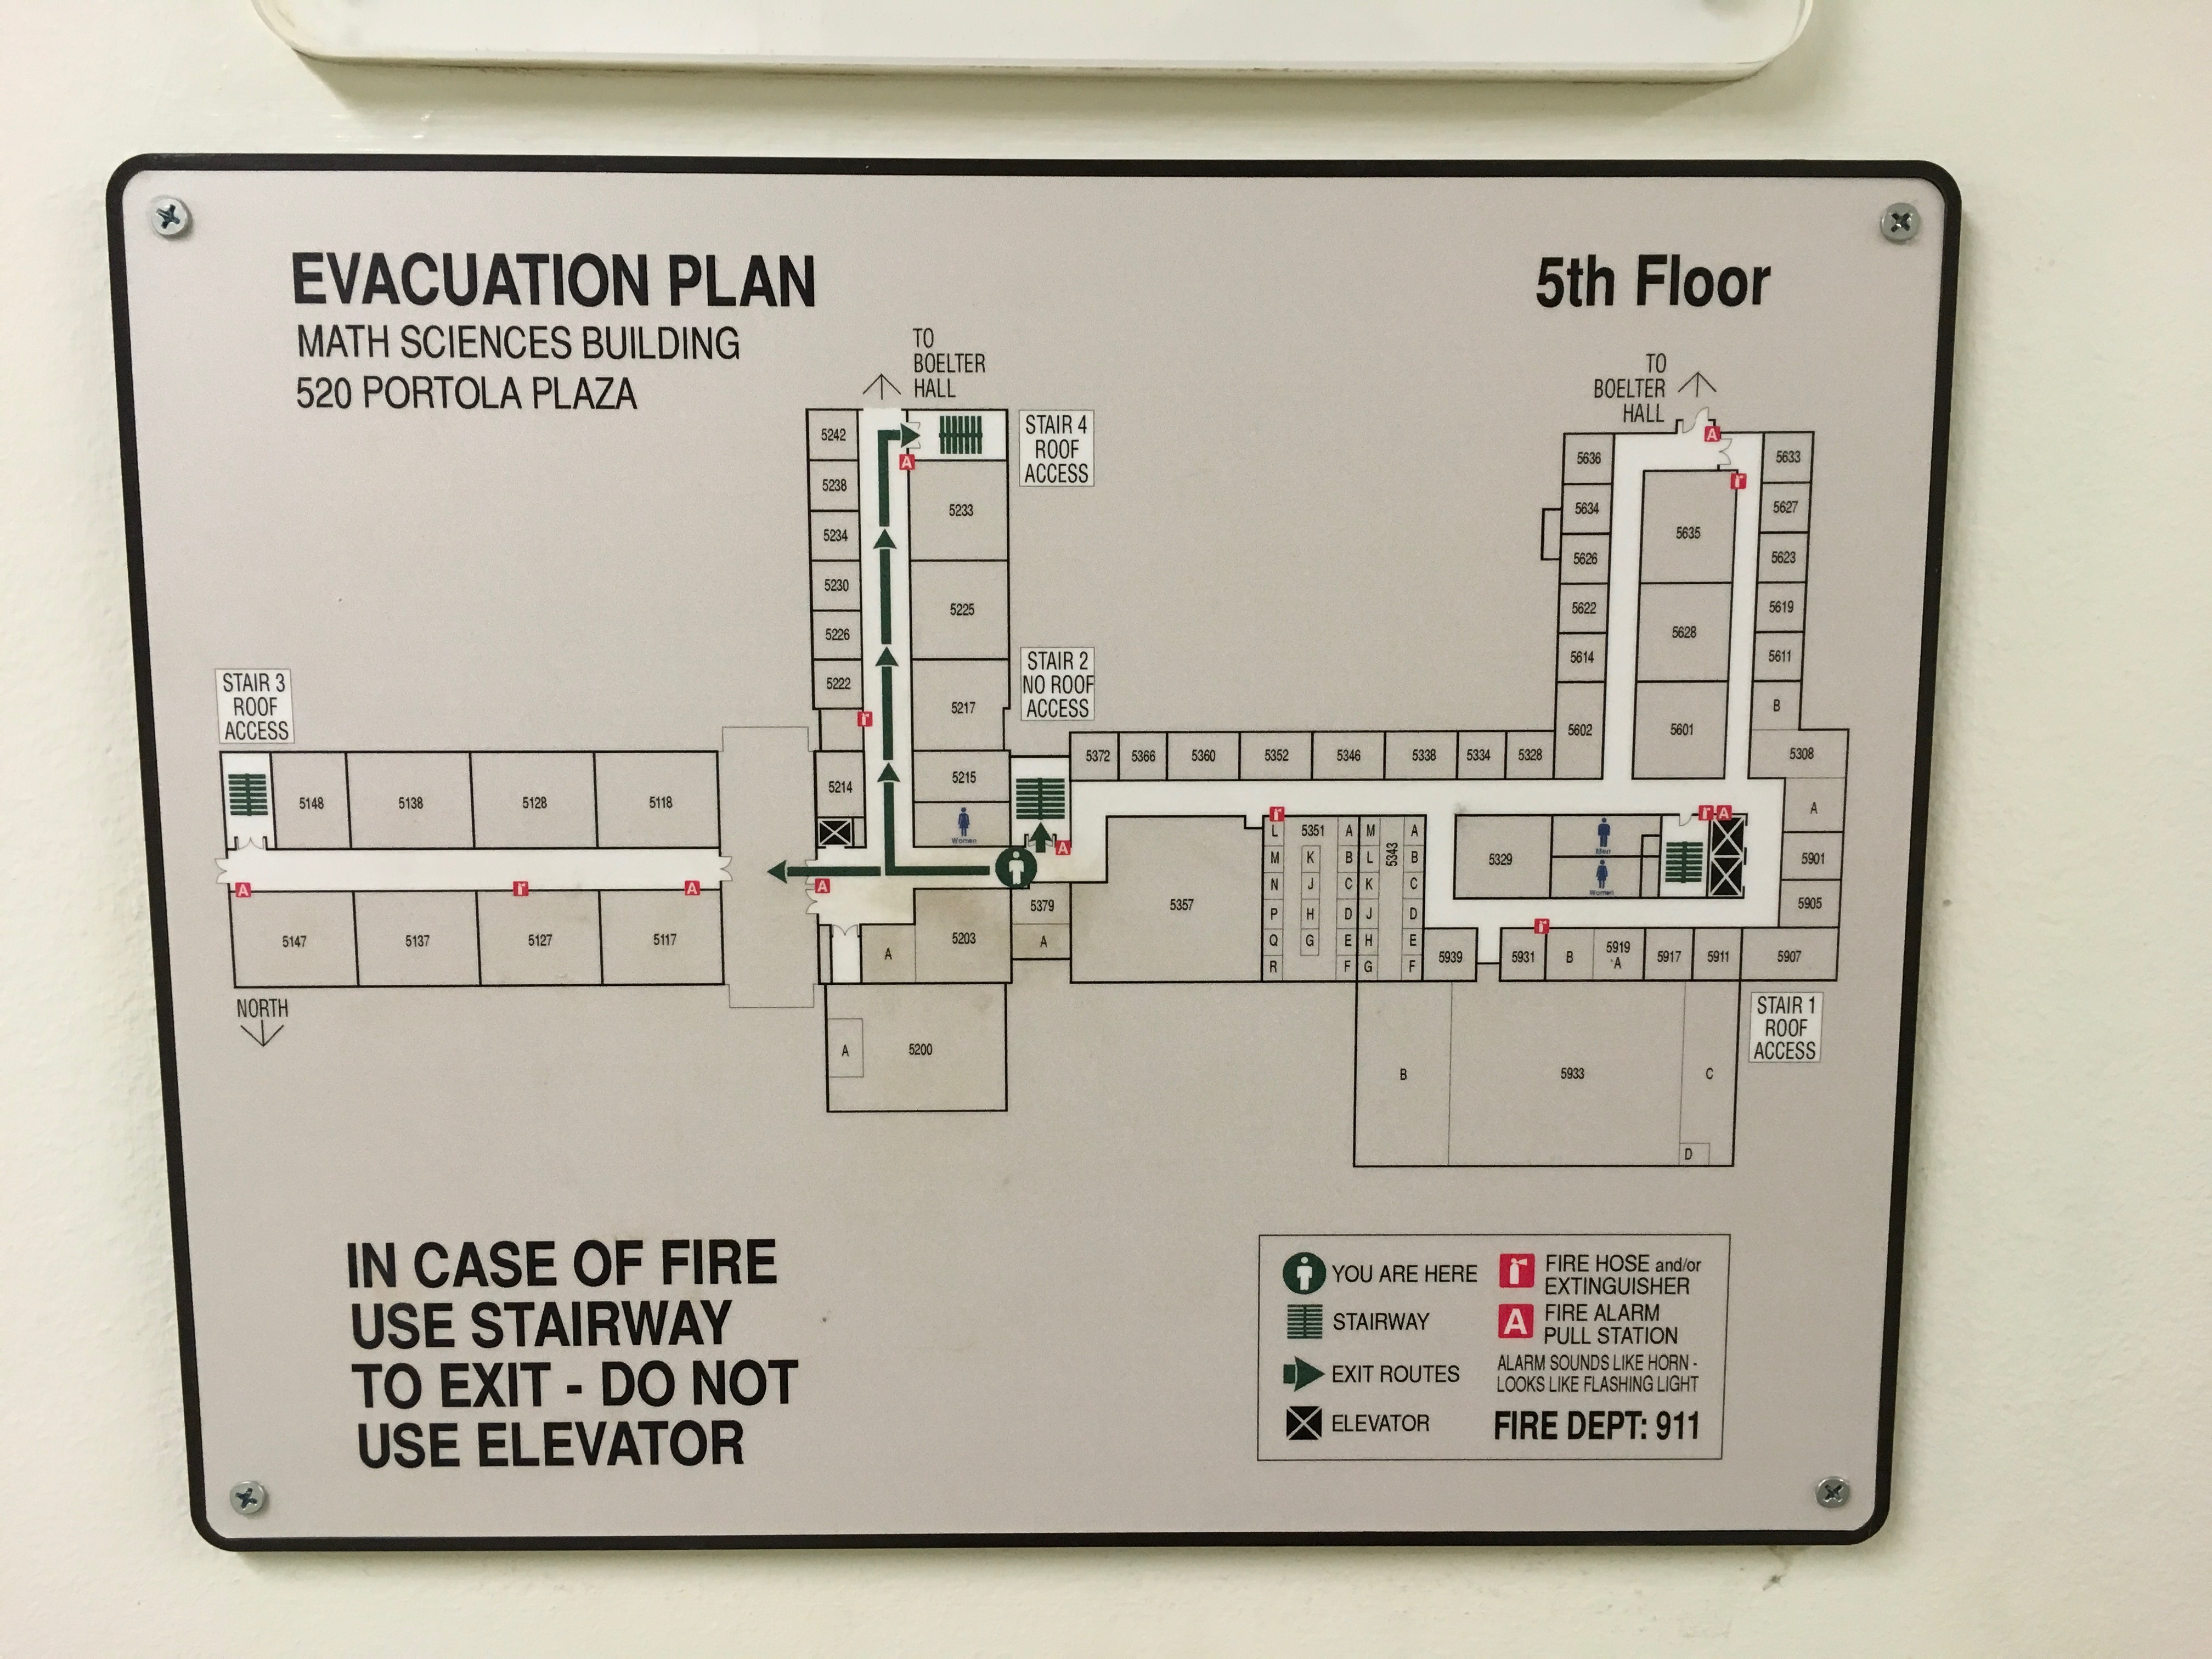 EVACUATION PLAN
MATH SCIENCES BUILDING
520 PORTOLA PLAZA
5th Floor
TO
BOELTER
HALL
TO
BOELTER
HALL
STAIR 4
ROOF
ACCESS
STAIR 2
NO ROOF
ACCESS
STAIR 3
ROOF
ACCESS
STAIR 1
ROOF
ACCESS
NORTH
5242
5238
5234
5230
5226
5222
5214
A
5233
5225
5217
5215
Women
A
A
5148
5138
5128
5118
A
A
5147
5137
5127
5117
A
5203
5379
A
A
5200
5372
5366
5360
5352
5346
5338
5334
5328
5357
L
M
N
P
Q
R
5351
K
J
H
G
A
B
C
D
E
F
M
L
K
J
H
G
5343
A
B
C
D
E
F
A
5636
5634
5626
5622
5614
5602
5635
5628
5601
5633
5627
5623
5619
5611
B
5308
A
5901
5905
5329
Men
Women
A
5939
5931
B
5919
A
5917
5911
5907
B
5933
C
D
IN CASE OF FIRE
USE STAIRWAY
TO EXIT - DO NOT
USE ELEVATOR
YOU ARE HERE
STAIRWAY
EXIT ROUTES
ELEVATOR
FIRE HOSE and/or
EXTINGUISHER
A FIRE ALARM
PULL STATION
ALARM SOUNDS LIKE HORN -
LOOKS LIKE FLASHING LIGHT
FIRE DEPT: 911